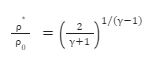 ρ* / ρ₀ = (2 / γ+1)^1/(γ−1)